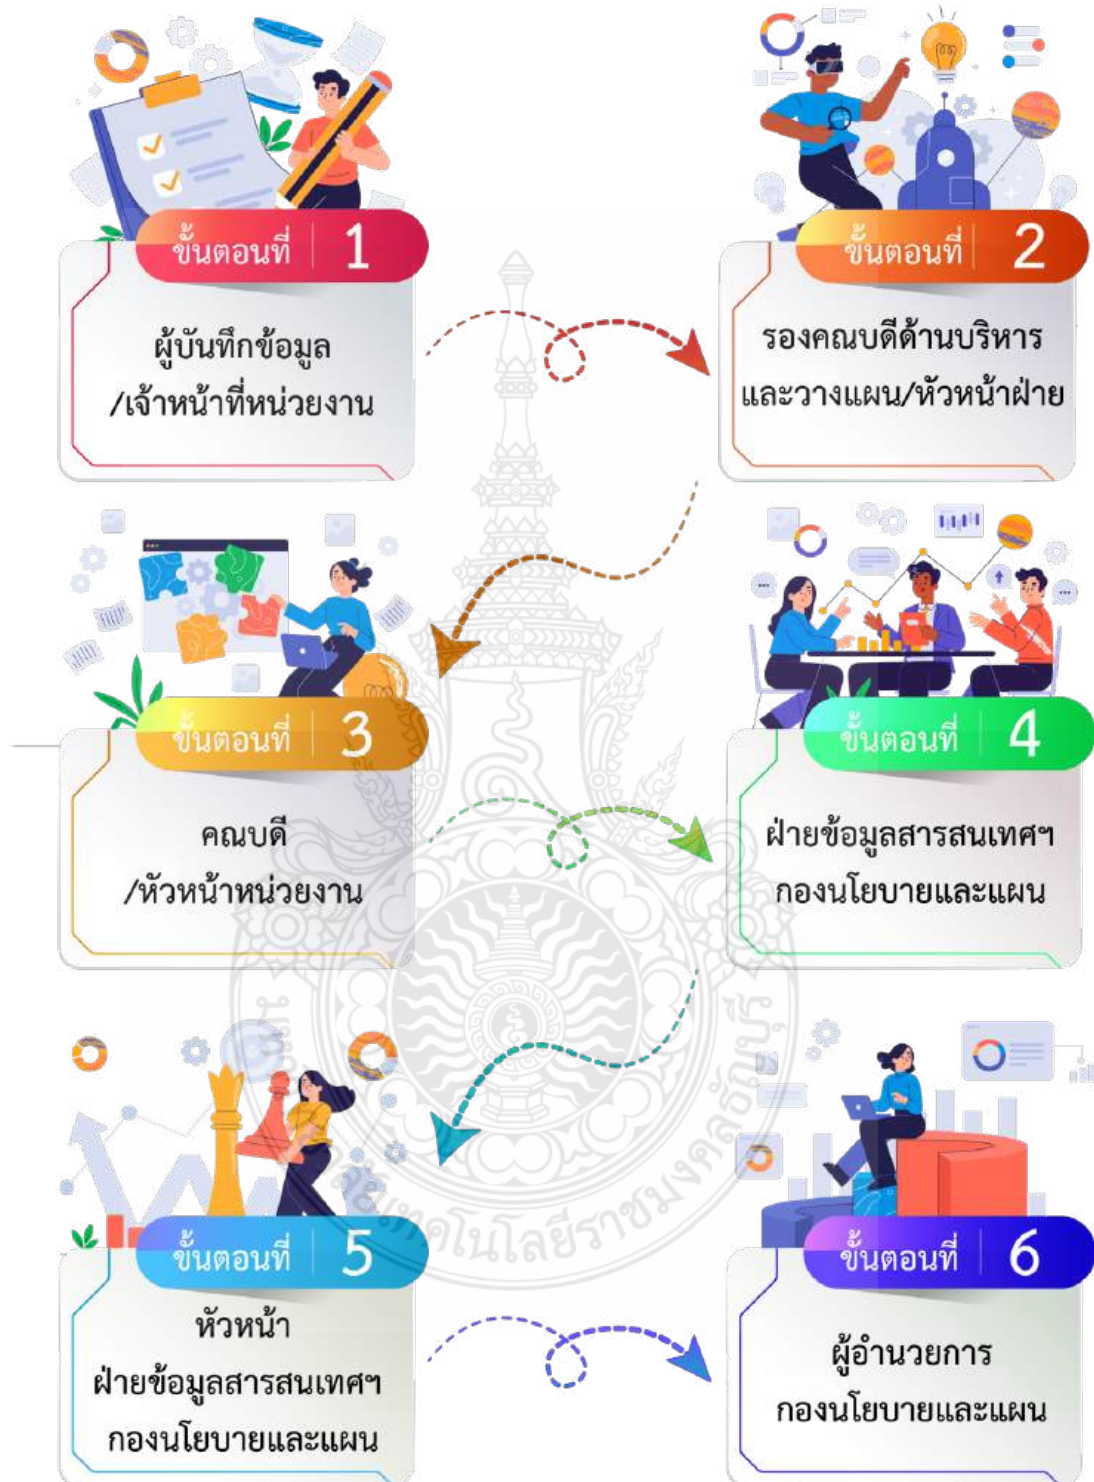 ขั้นตอนที่ 1
ผู้บันทึกข้อมูล
/เจ้าหน้าที่หน่วยงาน
ขั้นตอนที่ 2
รองคณบดีด้านบริหาร
และวางแผน/หัวหน้าฝ่าย
ขั้นตอนที่ 3
คณบดี
/หัวหน้าหน่วยงาน
ขั้นตอนที่ 4
ฝ่ายข้อมูลสารสนเทศฯ
กองนโยบายและแผน
ขั้นตอนที่ 5
หัวหน้า
ฝ่ายข้อมูลสารสนเทศฯ
กองนโยบายและแผน
ขั้นตอนที่ 6
ผู้อำนวยการ
กองนโยบายและแผน